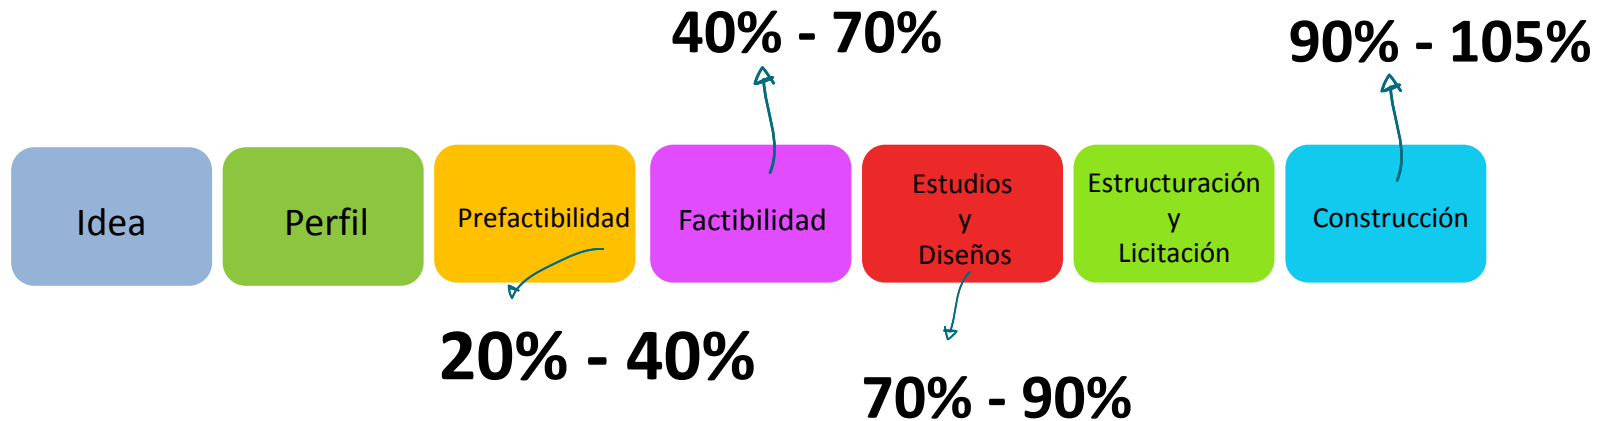 40% - 70%
90% - 105%
Idea
Perfil
Prefactibilidad
Factibilidad
Estudios
y
Diseños
Estructuración
y
Licitación
Construcción
20% - 40%
70% - 90%